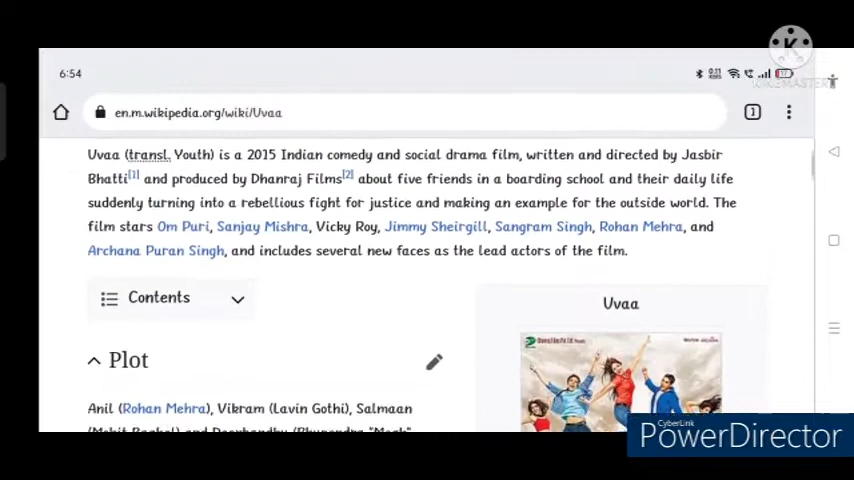 KINEMASTER
6:54
en.m.wikipedia.org/wiki/Uvaa
Uvaa (transl. Youth) is a 2015 Indian comedy and social drama film, written and directed by Jasbir
Bhatti[1] and produced by Dhanraj Films[2] about five friends in a boarding school and their daily life
suddenly turning into a rebellious fight for justice and making an example for the outside world. The
film stars Om Puri, Sanjay Mishra, Vicky Roy, Jimmy Sheirgill, Sangram Singh, Rohan Mehra, and
Archana Puran Singh, and includes several new faces as the lead actors of the film.
Contents
Uvaa
Plot
Anil (Rohan Mehra), Vikram (Lavin Gothi), Salmaan
CyberLink
PowerDirector